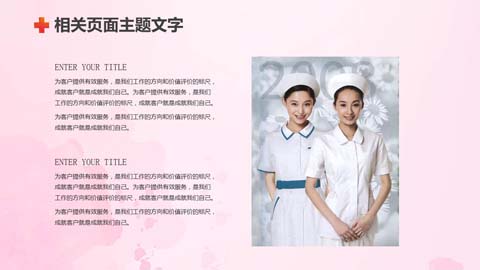 相关页面主题文字
ENTER YOUR TITLE
为客户提供有效服务，是我们工作的方向和价值评价的标尺，
成就客户就是成就我们自己。为客户提供有效服务，是我们
工作的方向和价值评价的标尺，成就客户就是成就我们自己。
为客户提供有效服务，是我们工作的方向和价值评价的标尺，
成就客户就是成就我们自己。
ENTER YOUR TITLE
为客户提供有效服务，是我们工作的方向和价值评价的标尺，
成就客户就是成就我们自己。为客户提供有效服务，是我们
工作的方向和价值评价的标尺，成就客户就是成就我们自己。
为客户提供有效服务，是我们工作的方向和价值评价的标尺，
成就客户就是成就我们自己。